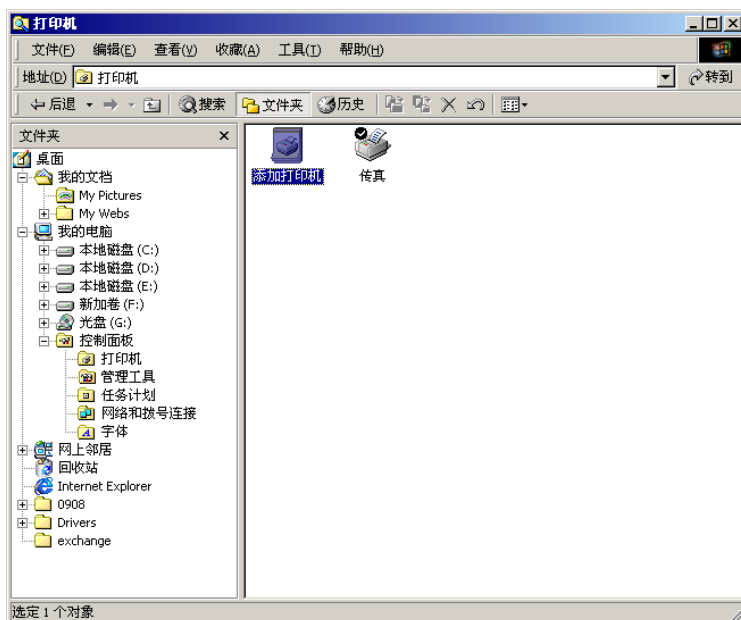 打印机
文件(F) 编辑(E) 查看(V) 收藏(A) 工具(T) 帮助(H)
地址(D) 打印机 转到
后退 搜索 文件夹 历史
文件夹
桌面
我的文档
My Pictures
My Webs
我的电脑
本地磁盘 (C:)
本地磁盘 (D:)
本地磁盘 (E:)
新加卷 (F:)
光盘 (G:)
控制面板
打印机
管理工具
任务计划
网络和拨号连接
字体
网上邻居
回收站
Internet Explorer
0908
Drivers
exchange
添加打印机 传真
选定 1 个对象